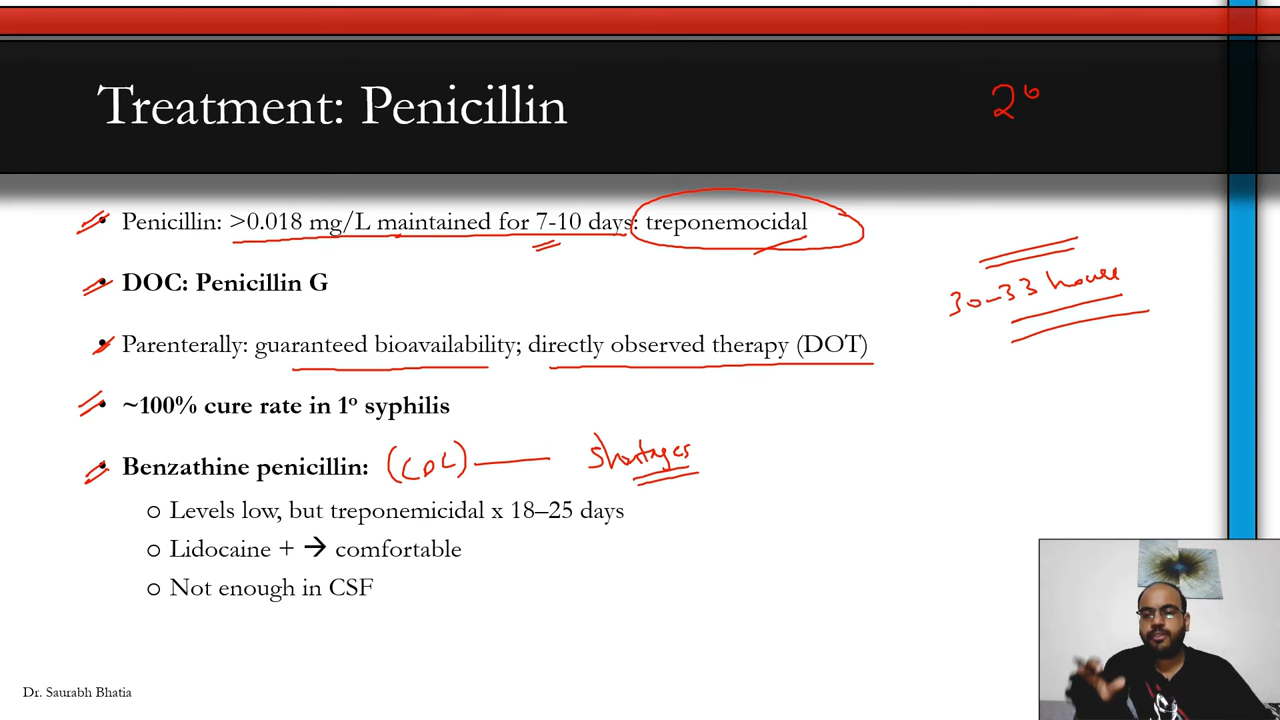 Treatment: Penicillin
2°
• Penicillin: >0.018 mg/L maintained for 7-10 days: treponemocidal
30-33 hours
• DOC: Penicillin G
• Parenterally: guaranteed bioavailability; directly observed therapy (DOT)
• ~100% cure rate in 1º syphilis
• Benzathine penicillin: shortages
o Levels low, but treponemicidal x 18–25 days
o Lidocaine + → comfortable
o Not enough in CSF
Dr. Saurabh Bhatia